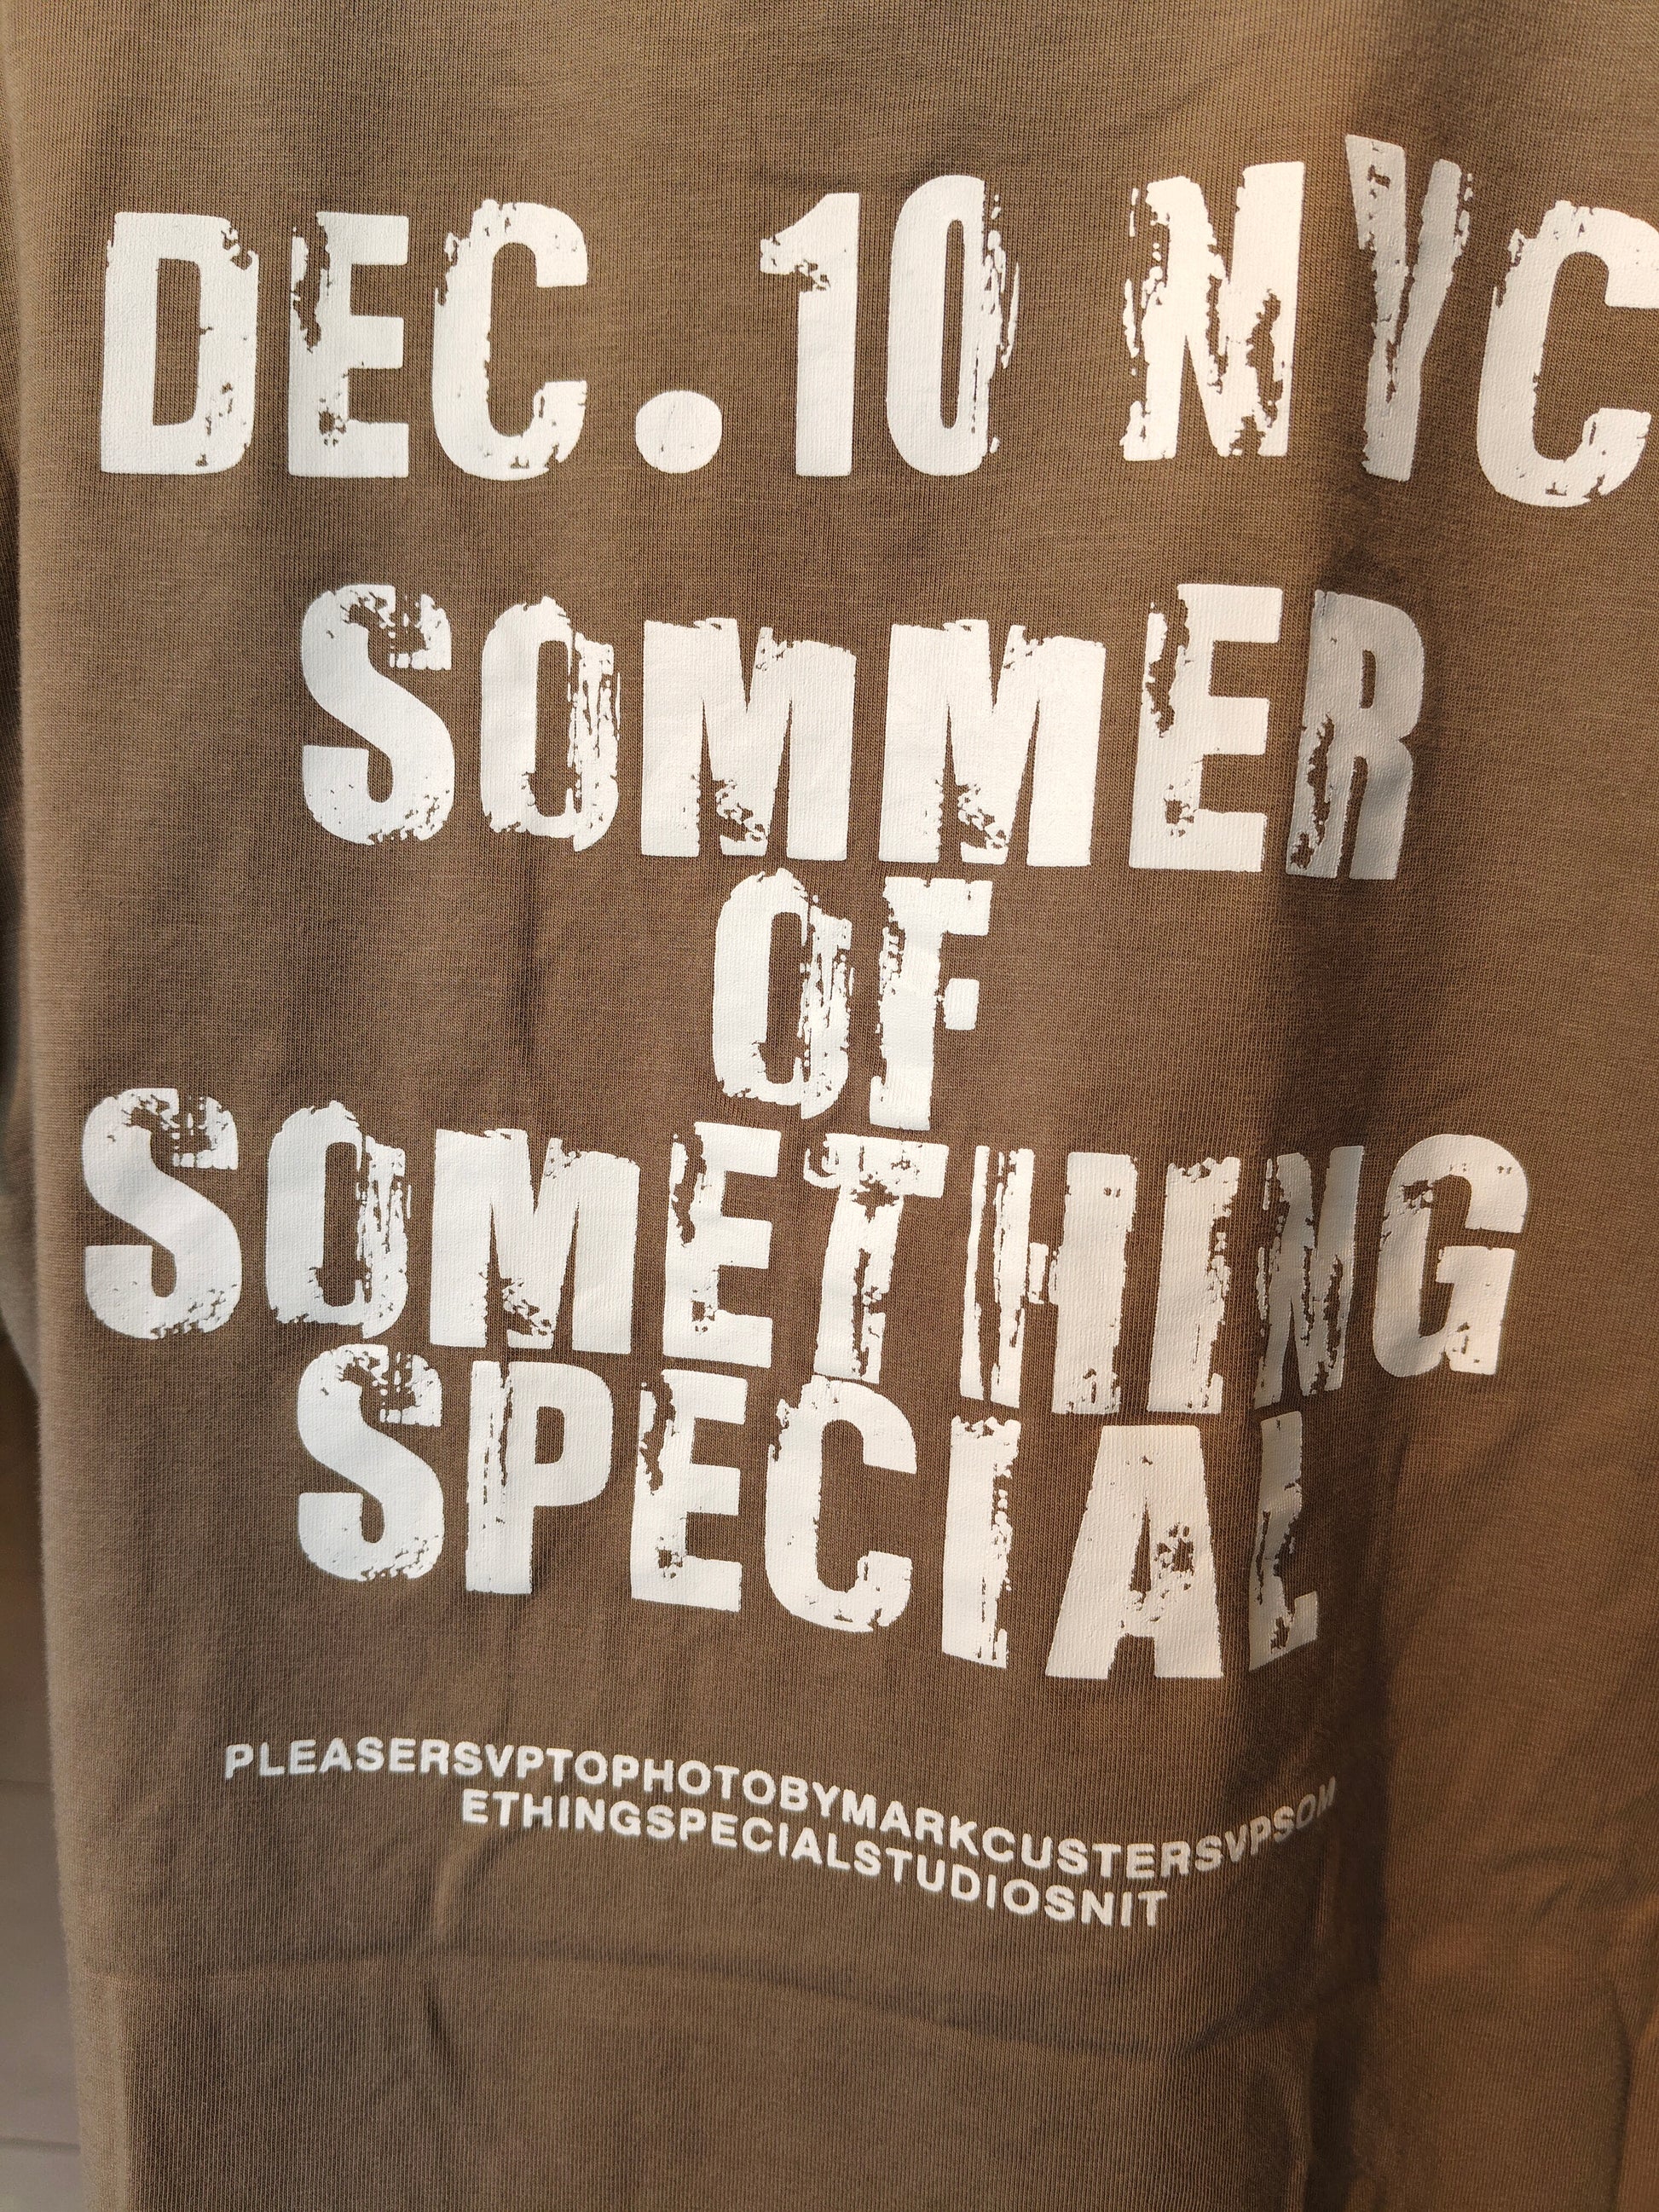 DEC.10 NYC
SOMMER
OF
SOMETHING
SPECIAL
PLEASERSVPTOPHOTOBYMARKCUSTERSVPSOM
ETHINGSPECIALSTUDIOSNIT